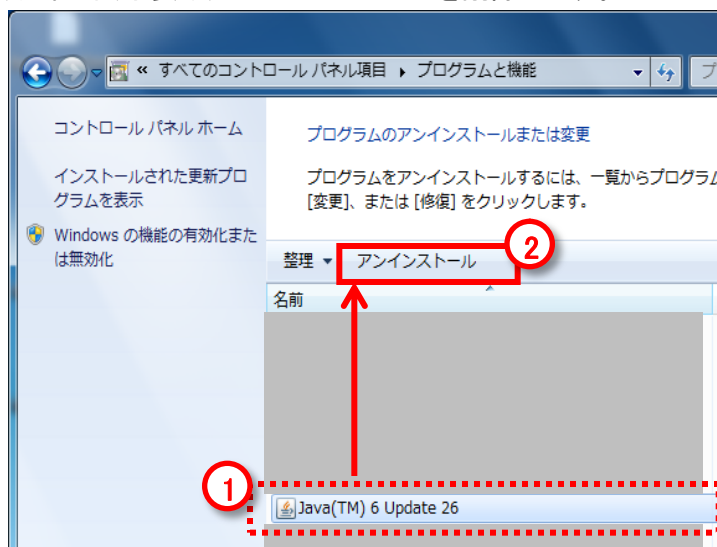 « すべてのコントロール パネル項目 ▸ プログラムと機能
コントロール パネル ホーム
インストールされた更新プロ
グラムを表示
Windows の機能の有効化また
は無効化
プログラムのアンインストールまたは変更
プログラムをアンインストールするには、一覧からプログラム
[変更]、または [修復] をクリックします。
整理 ▼ アンインストール
2
名前
1
Java(TM) 6 Update 26